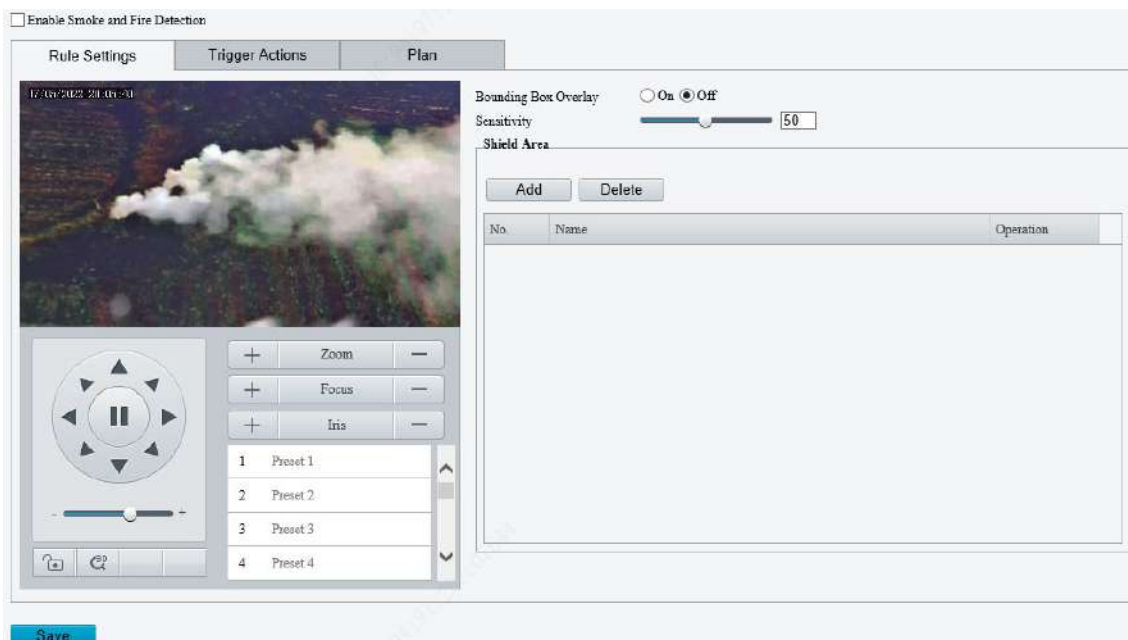 Enable Smoke and Fire Detection
Rule Settings
Trigger Actions
Plan
Bounding Box Overlay
On
Off
Sensitivity
50
Shield Area
Add
Delete
No.
Name
Operation
+ Zoom −
+ Focus −
+ Iris −
1 Preset 1
2 Preset 2
3 Preset 3
4 Preset 4
- +
3D
Save